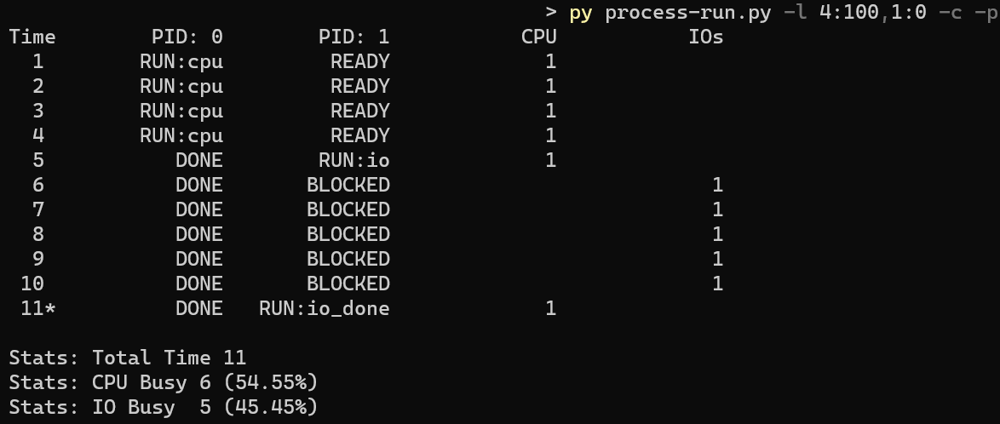 > py process-run.py -l 4:100,1:0 -c -p
Time        PID: 0        PID: 1           CPU           IOs
  1        RUN:cpu         READY             1
  2        RUN:cpu         READY             1
  3        RUN:cpu         READY             1
  4        RUN:cpu         READY             1
  5           DONE        RUN:io             1
  6           DONE       BLOCKED                           1
  7           DONE       BLOCKED                           1
  8           DONE       BLOCKED                           1
  9           DONE       BLOCKED                           1
 10           DONE       BLOCKED                           1
 11*          DONE   RUN:io_done             1
Stats: Total Time 11
Stats: CPU Busy 6 (54.55%)
Stats: IO Busy  5 (45.45%)